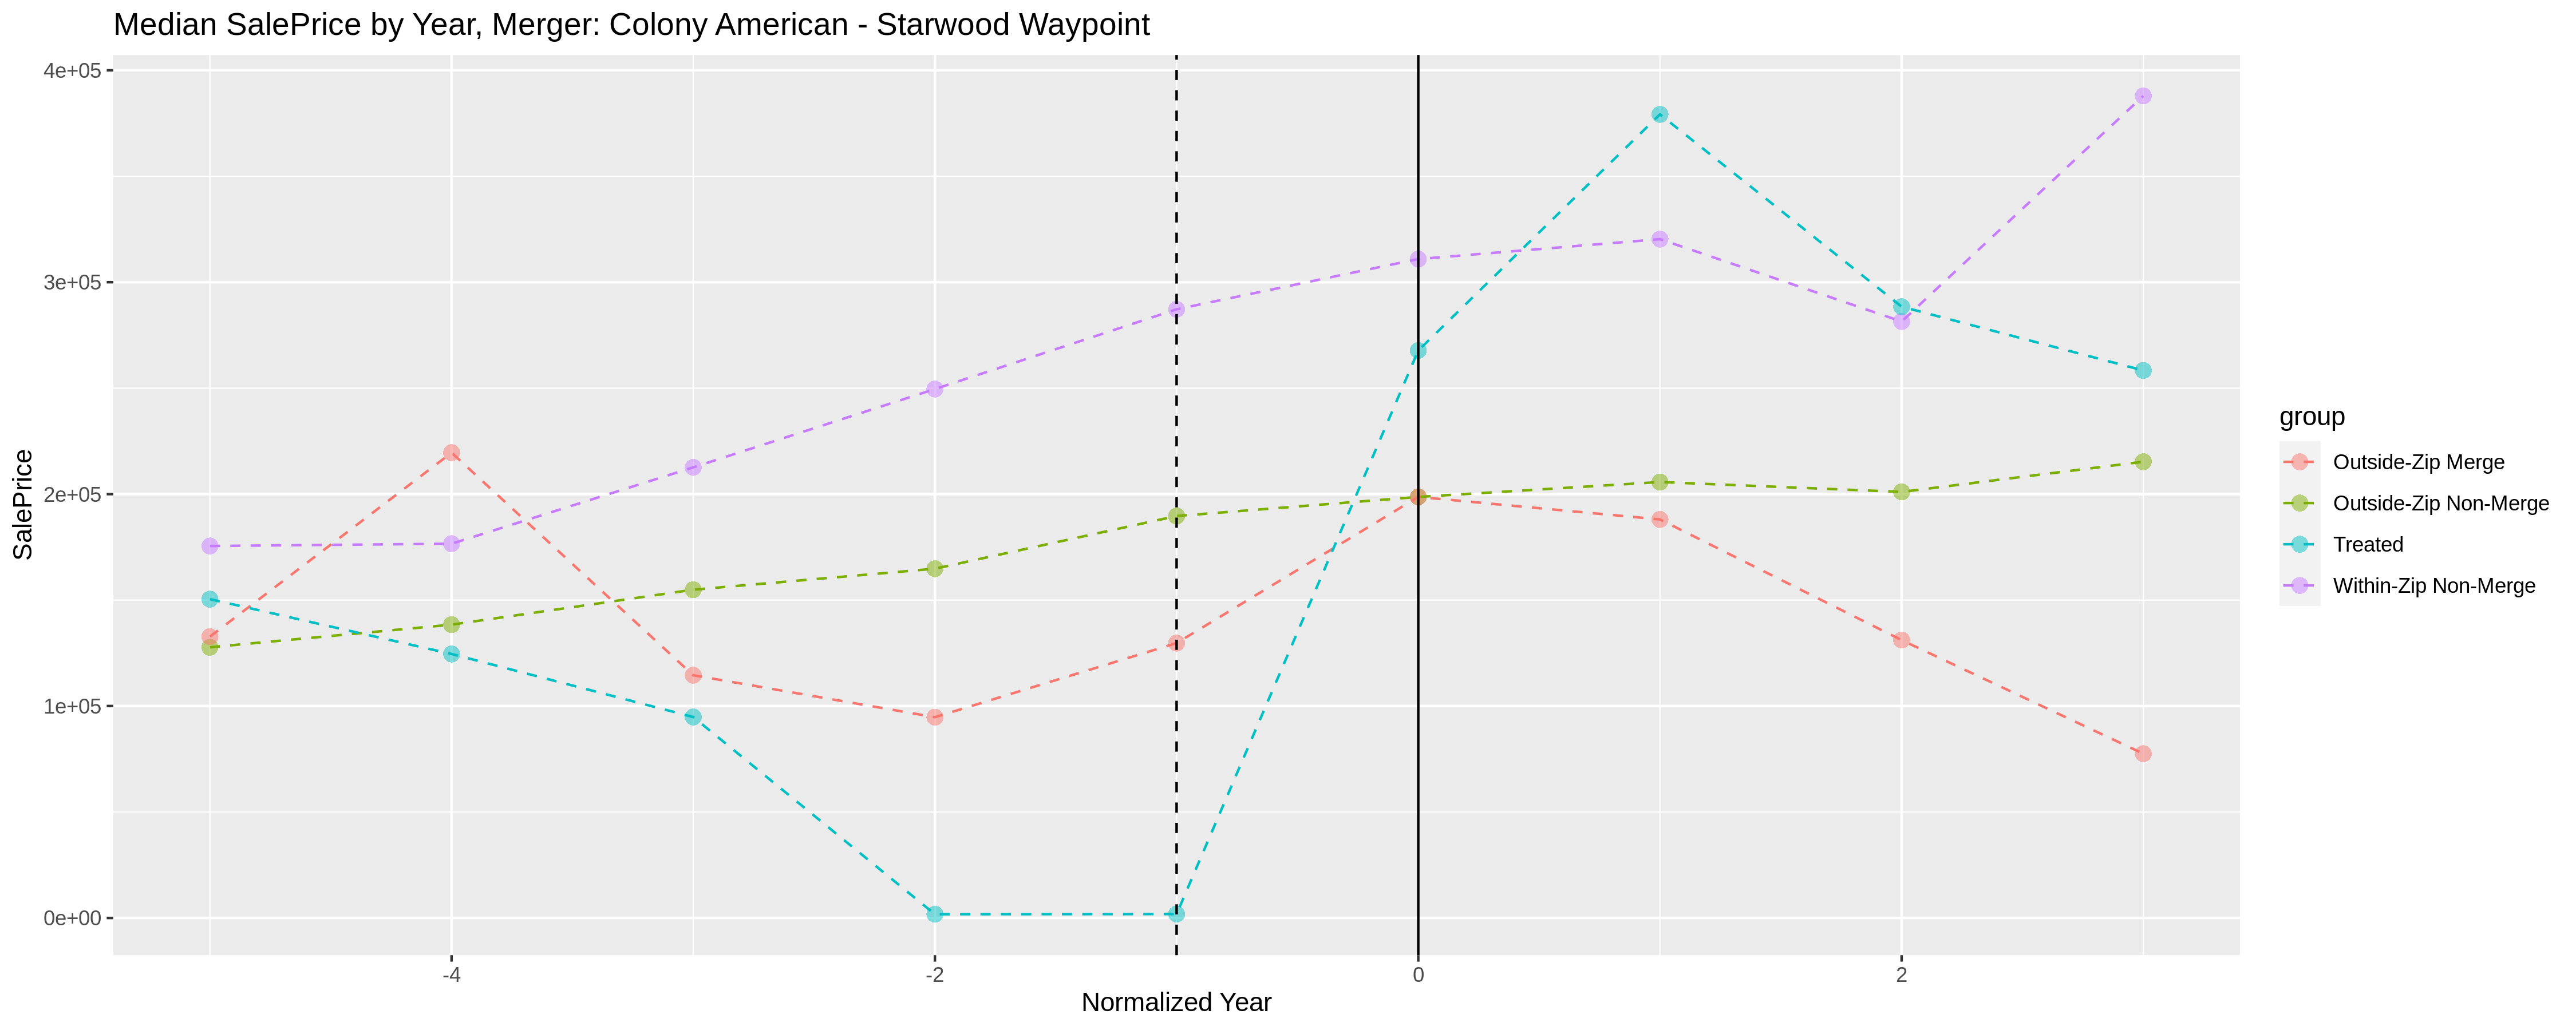 Median SalePrice by Year, Merger: Colony American - Starwood Waypoint
SalePrice
4e+05
3e+05
2e+05
1e+05
0e+00
-4
-2
0
2
Normalized Year
group
Outside-Zip Merge
Outside-Zip Non-Merge
Treated
Within-Zip Non-Merge